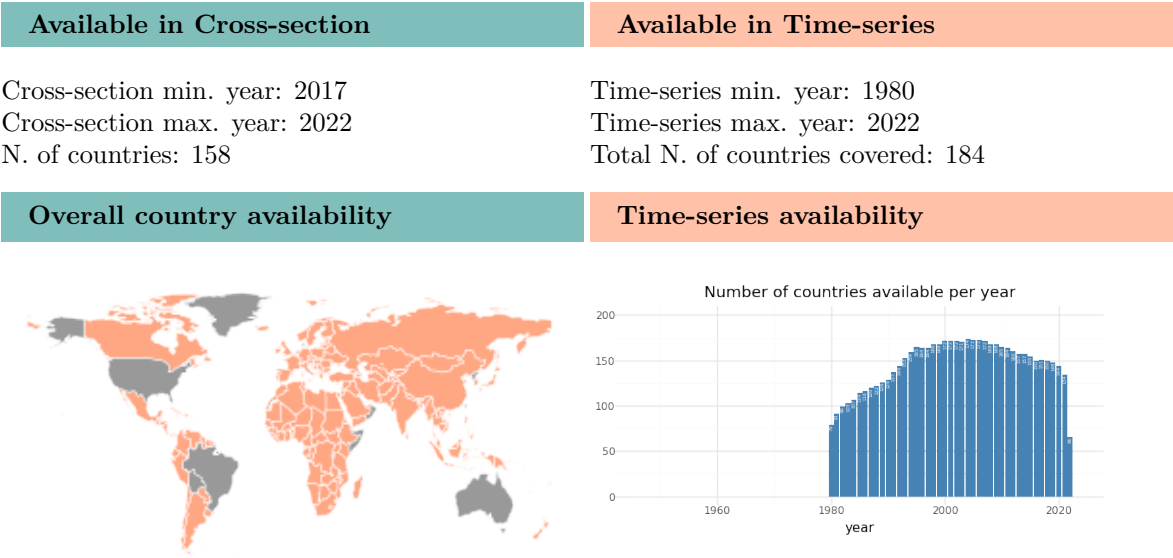 Available in Cross-section
Available in Time-series
Cross-section min. year: 2017
Cross-section max. year: 2022
N. of countries: 158
Time-series min. year: 1980
Time-series max. year: 2022
Total N. of countries covered: 184
Overall country availability
Time-series availability
Number of countries available per year
200
150
100
50
0
1960
1980
2000
2020
year